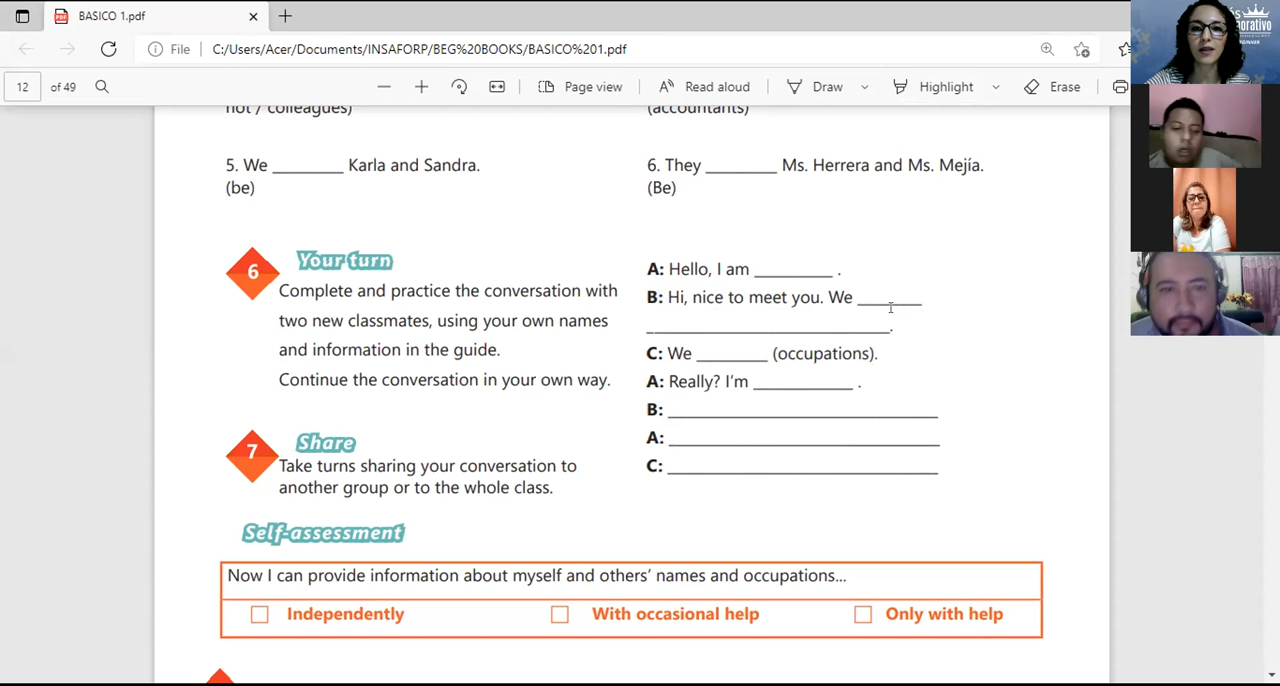 BASICO 1.pdf
File C:/Users/Acer/Documents/INSAFORP/BEG%20BOOKS/BASICO%201.pdf
12 of 49 Page view Read aloud Draw Highlight Erase
not / colleagues) (accountants)
5. We ________ Karla and Sandra.
(be)
6. They ________ Ms. Herrera and Ms. Mejía.
(Be)
6 Your turn
Complete and practice the conversation with
two new classmates, using your own names
and information in the guide.
Continue the conversation in your own way.
A: Hello, I am _________ .
B: Hi, nice to meet you. We _______
____________________________.
C: We ________ (occupations).
A: Really? I'm ___________ .
B: ______________________________
A: ______________________________
C: ______________________________
7 Share
Take turns sharing your conversation to
another group or to the whole class.
Self-assessment
Now I can provide information about myself and others' names and occupations...
Independently With occasional help Only with help